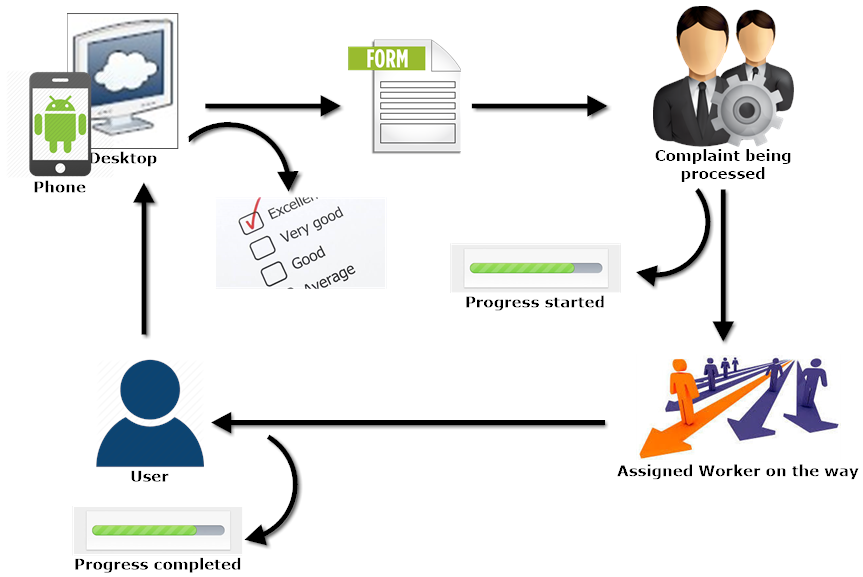 FORM
Desktop
Phone
Complaint being
processed
Very good
Good
Average
Progress started
User
Assigned Worker on the way
Progress completed